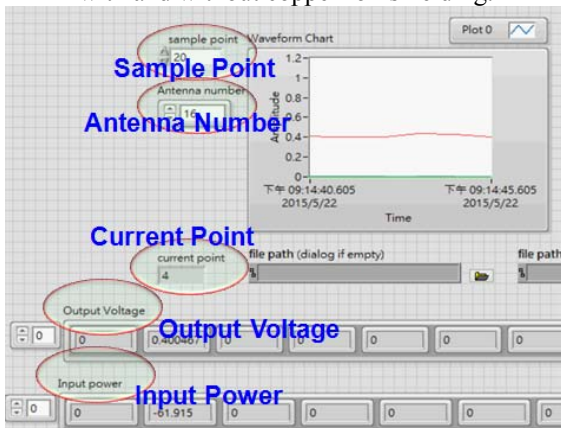 with and without copper foil shielding.
sample point
20
Sample Point
Antenna number
16
Antenna Number
Waveform Chart
Plot 0
Amplitude
1.2
1
0.8
0.6
0.4
0.2
0
下午 09:14:40.605
2015/5/22
下午 09:14:45.605
2015/5/22
Time
Current Point
current point
4
file path (dialog if empty)
file path
Output Voltage
Output Voltage
0
0
0.400467
0
0
0
0
0
Input power
Input Power
0
0
-61.915
0
0
0
0
0